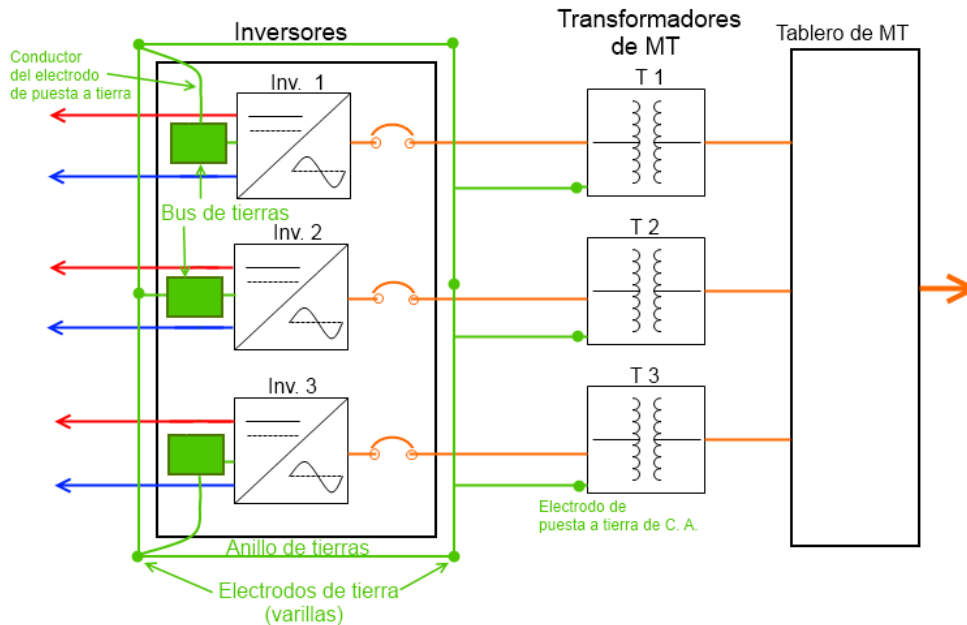 Inversores
Transformadores
de MT
Tablero de MT
Conductor
del electrodo
de puesta a tierra
Inv. 1
T 1
Bus de tierras
Inv. 2
T 2
Inv. 3
T 3
Electrodo de
puesta a tierra de C. A.
Anillo de tierras
Electrodos de tierra
(varillas)